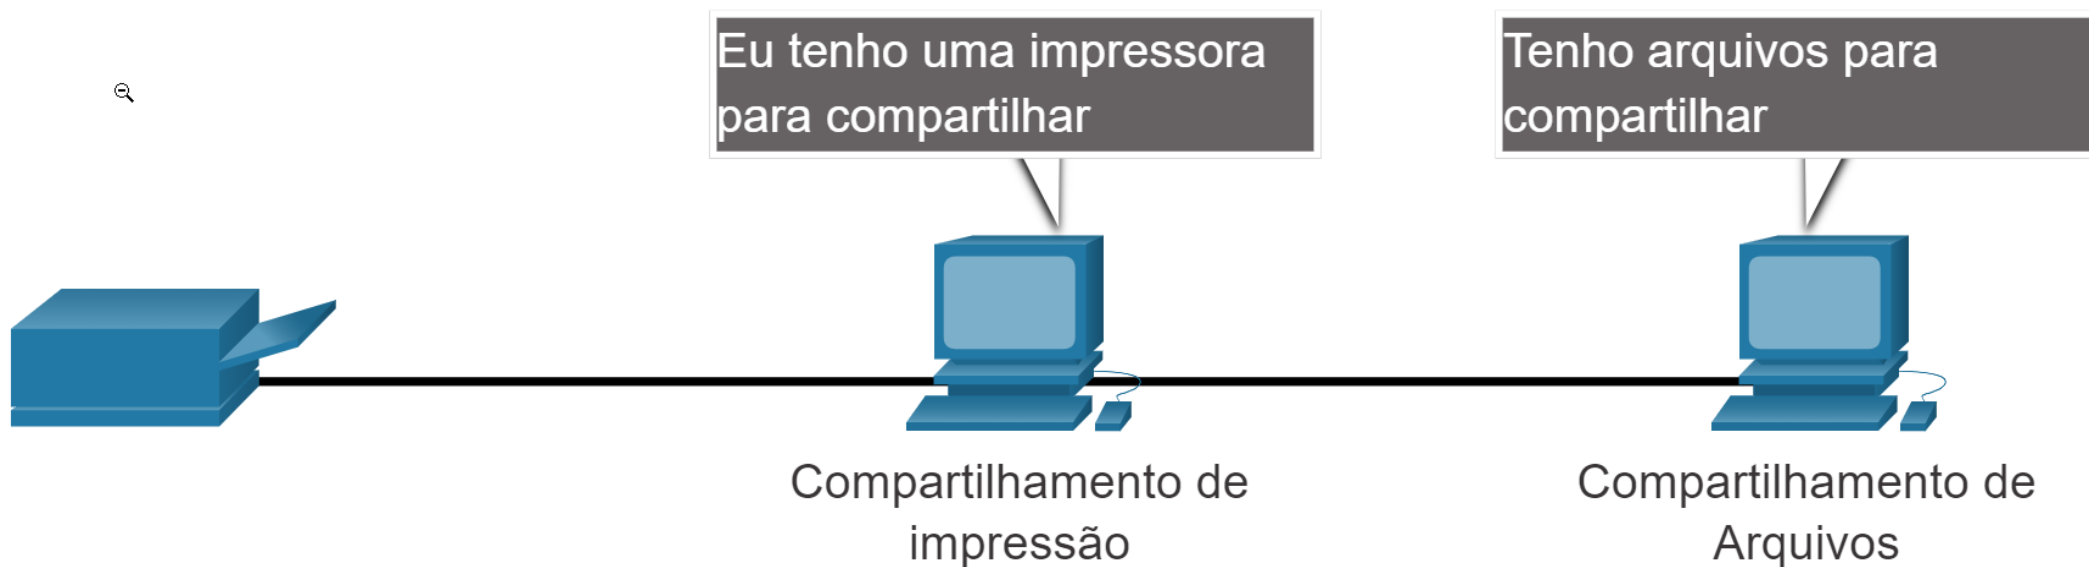 Eu tenho uma impressora
para compartilhar
Tenho arquivos para
compartilhar
Compartilhamento de
impressão
Compartilhamento de
Arquivos